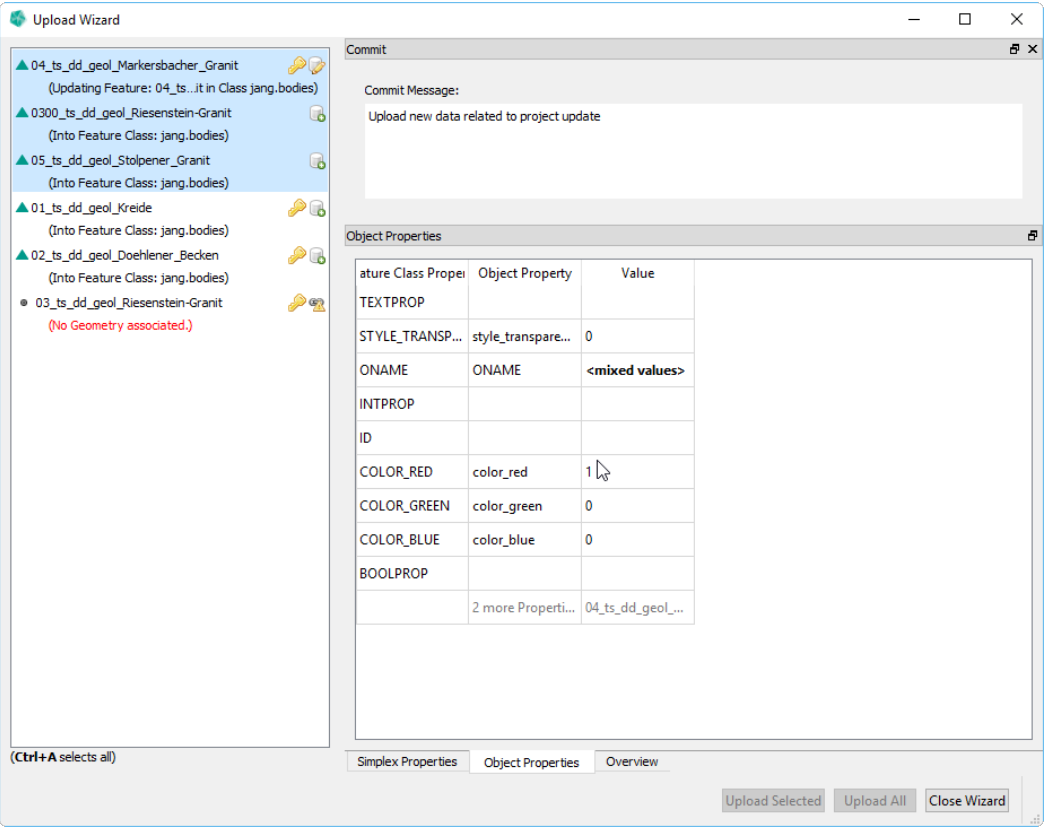 Upload Wizard
04_ts_dd_geol_Markersbacher_Granit
(Updating Feature: 04_ts...it in Class jang.bodies)
0300_ts_dd_geol_Riesenstein-Granit
(Into Feature Class: jang.bodies)
05_ts_dd_geol_Stolpener_Granit
(Into Feature Class: jang.bodies)
01_ts_dd_geol_Kreide
(Into Feature Class: jang.bodies)
02_ts_dd_geol_Doehlener_Becken
(Into Feature Class: jang.bodies)
03_ts_dd_geol_Riesenstein-Granit
(No Geometry associated.)
(Ctrl+A selects all)
Commit
Commit Message:
Upload new data related to project update
Object Properties
ature Class Proper Object Property Value
TEXTPROP
STYLE_TRANSP... style_transpare... 0
ONAME ONAME <mixed values>
INTPROP
ID
COLOR_RED color_red 1
COLOR_GREEN color_green 0
COLOR_BLUE color_blue 0
BOOLPROP
2 more Properti... 04_ts_dd_geol_...
Simplex Properties Object Properties Overview
Upload Selected Upload All Close Wizard